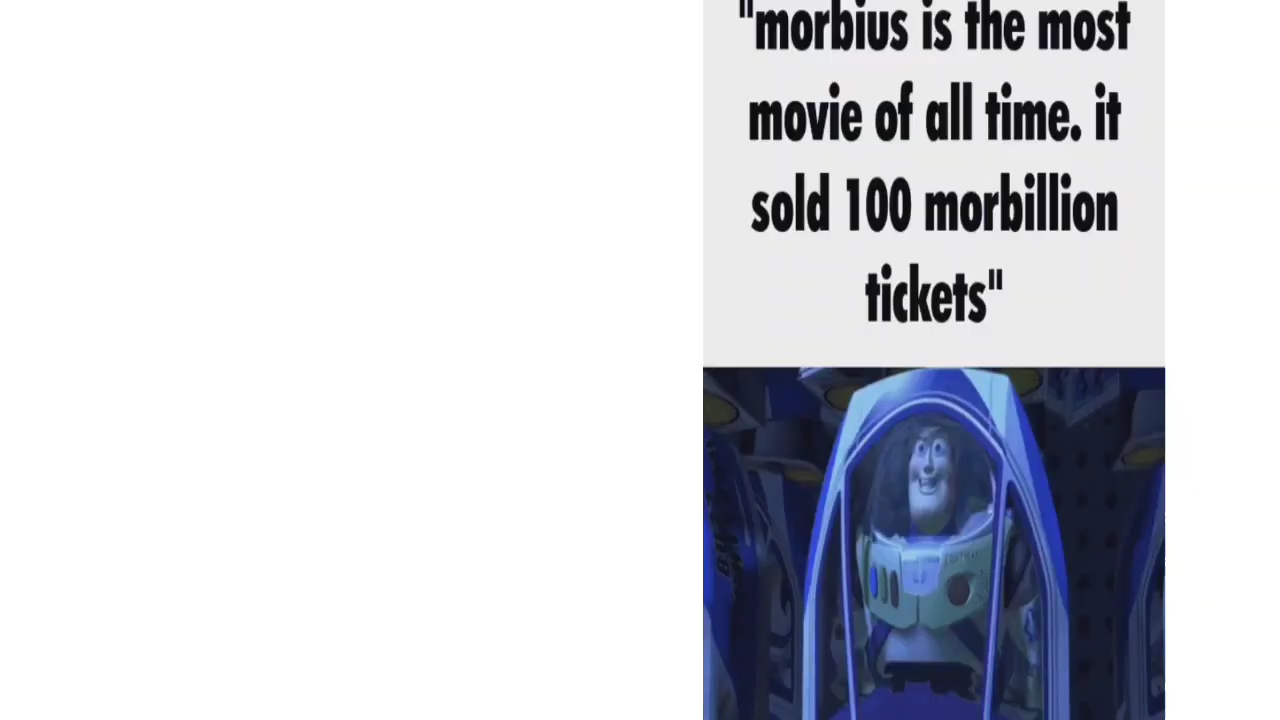 "morbius is the most
movie of all time. it
sold 100 morbillion
tickets"